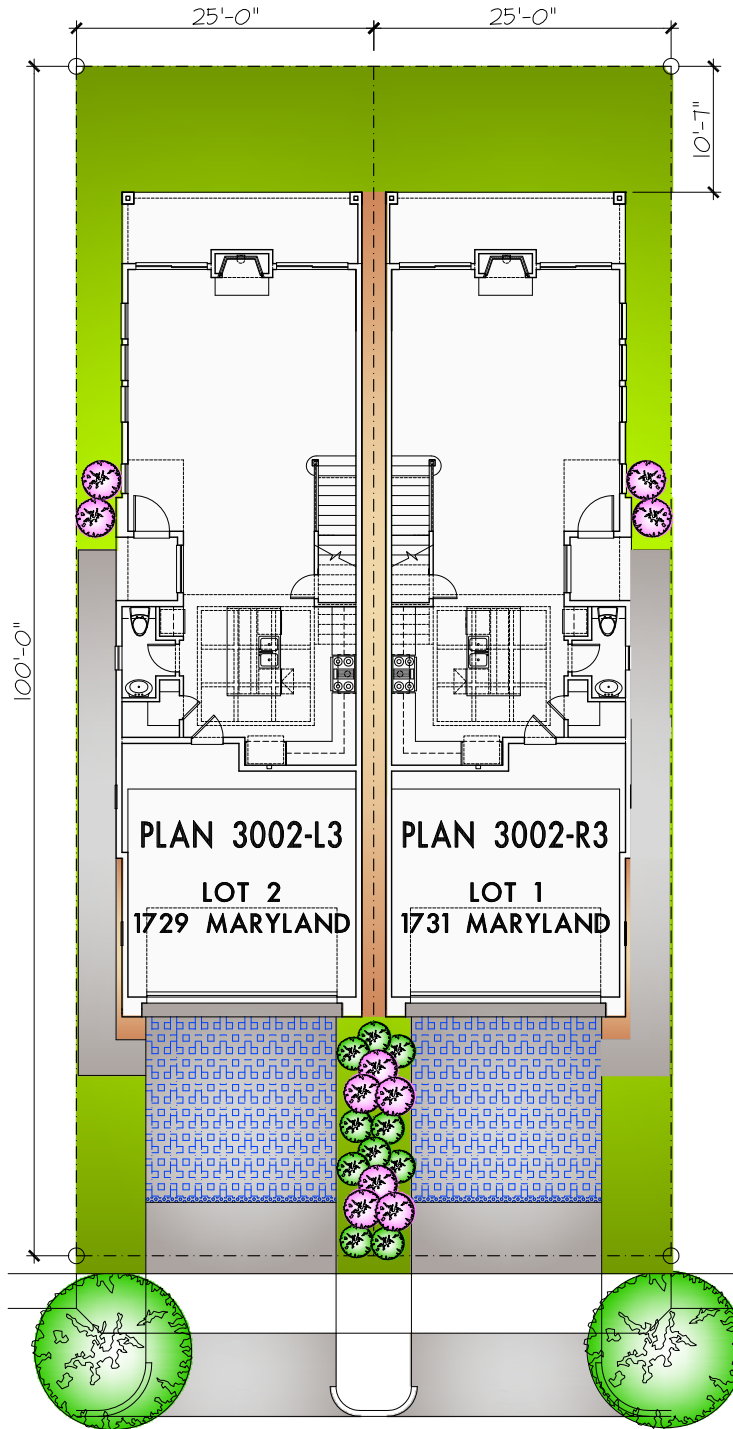 25'-0"
25'-0"
10'-7"
100'-0"
PLAN 3002-L3
LOT 2
1729 MARYLAND
PLAN 3002-R3
LOT 1
1731 MARYLAND